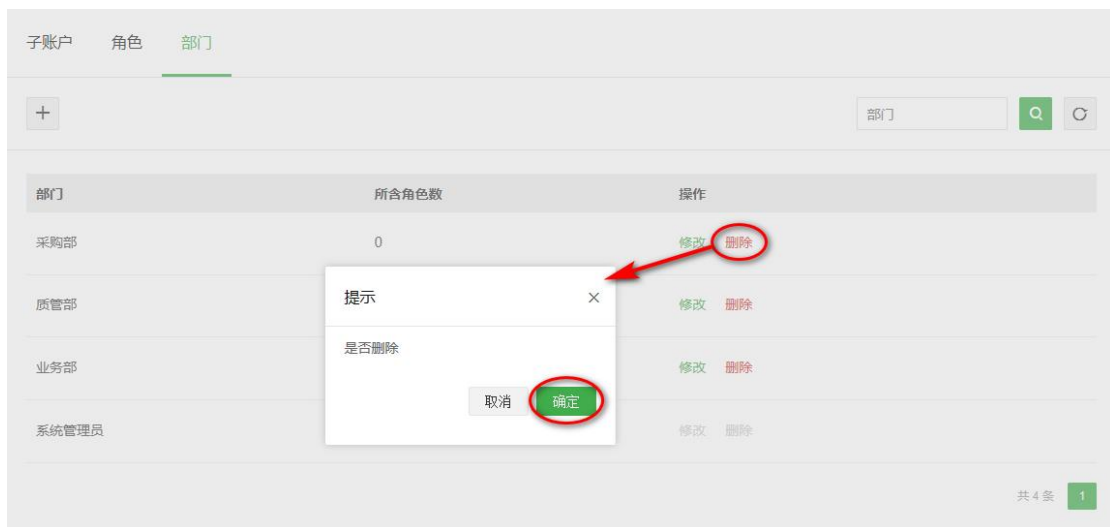 子账户 角色 部门
部门
部门 所含角色数 操作
采购部 0 修改 删除
提示
质管部 修改 删除
是否删除
业务部 修改 删除
取消 确定
系统管理员 修改 删除
共 4 条 1